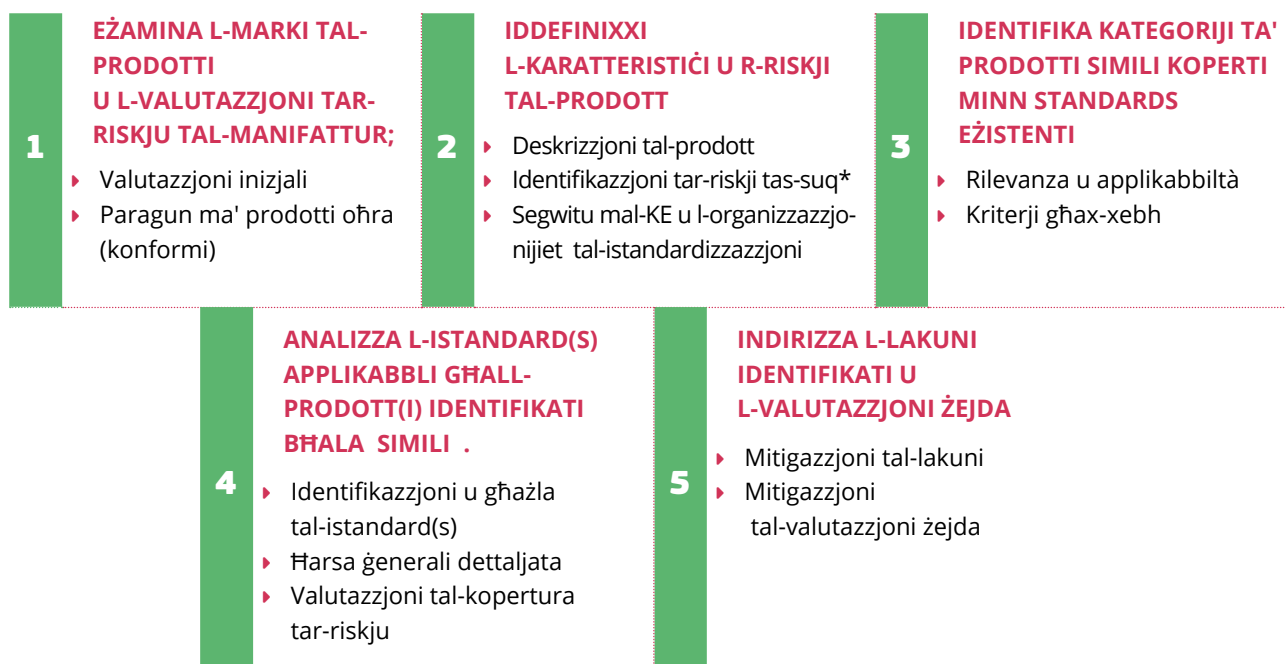 1
EŻAMINA L-MARKI TAL-
PRODOTTI
U L-VALUTAZZJONI TAR-
RISKJU TAL-MANIFATTUR;
Valutazzjoni inizjali
Paragun ma' prodotti oħra
(konformi)
2
IDDEFINIXXI
L-KARATTERISTIĊI U R-RISKJI
TAL-PRODOTT
Deskrizzjoni tal-prodott
Identifikazzjoni tar-riskji tas-suq*
Segwitu mal-KE u l-organizzazzjo-
nijiet tal-istandardizzazzjoni
3
IDENTIFIKA KATEGORIJI TA'
PRODOTTI SIMILI KOPERTI
MINN STANDARDS
EŻISTENTI
Rilevanza u applikabbiltà
Kriterji għax-xebh
4
ANALIZZA L-ISTANDARD(S)
APPLIKABBLI GĦALL-
PRODOTT(I) IDENTIFIKATI
BĦALA SIMILI .
Identifikazzjoni u għażla
tal-istandard(s)
Ħarsa ġenerali dettaljata
Valutazzjoni tal-kopertura
tar-riskju
5
INDIRIZZA L-LAKUNI
IDENTIFIKATI U
L-VALUTAZZJONI ŻEJDA
Mitigazzjoni tal-lakuni
Mitigazzjoni
tal-valutazzjoni żejda